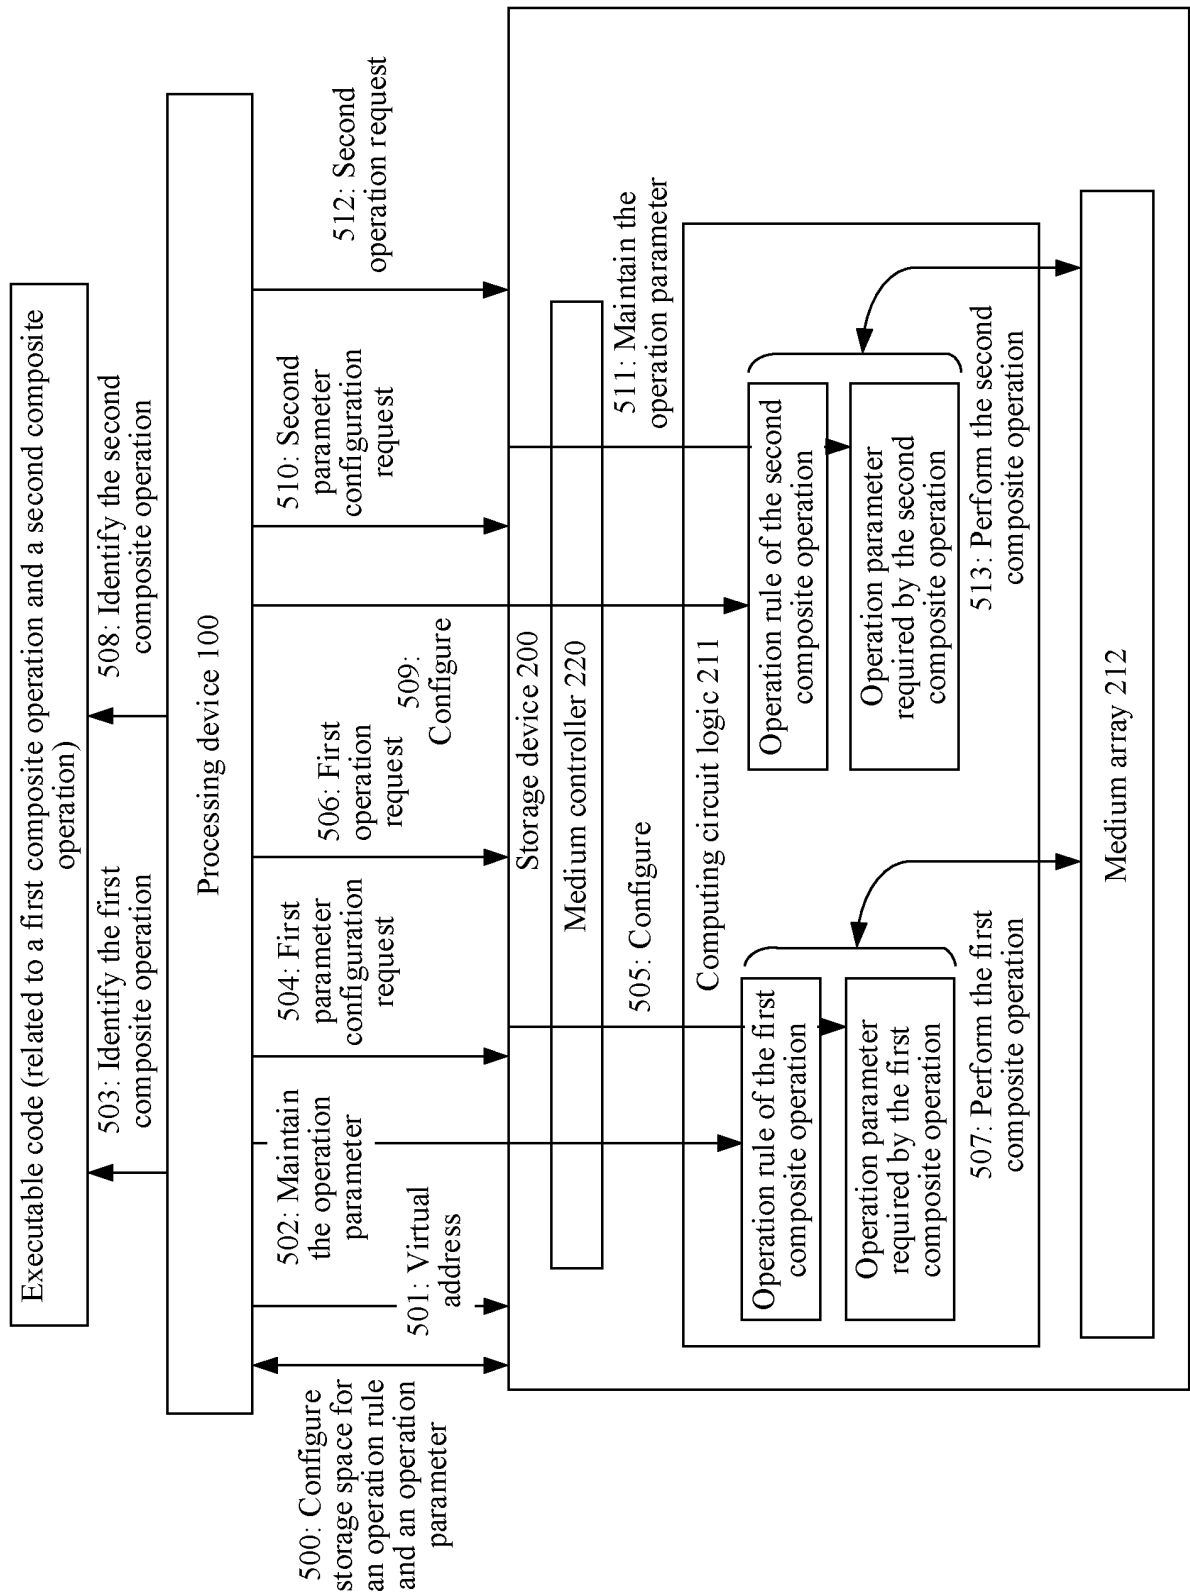 Executable code (related to a first composite operation and a second composite
operation)
503: Identify the first
composite operation
508: Identify the second
composite operation
Processing device 100
500: Configure
storage space for
an operation rule
and an operation
parameter
501: Virtual
address
502: Maintain
the operation
parameter
504: First
parameter
configuration
request
506: First
operation
request
509:
Configure
510: Second
parameter
configuration
request
512: Second
operation request
Storage device 200
Medium controller 220
505: Configure
511: Maintain the
operation parameter
Computing circuit logic 211
Operation rule of the first
composite operation
Operation parameter
required by the first
composite operation
507: Perform the first
composite operation
Operation rule of the second
composite operation
Operation parameter
required by the second
composite operation
513: Perform the second
composite operation
Medium array 212